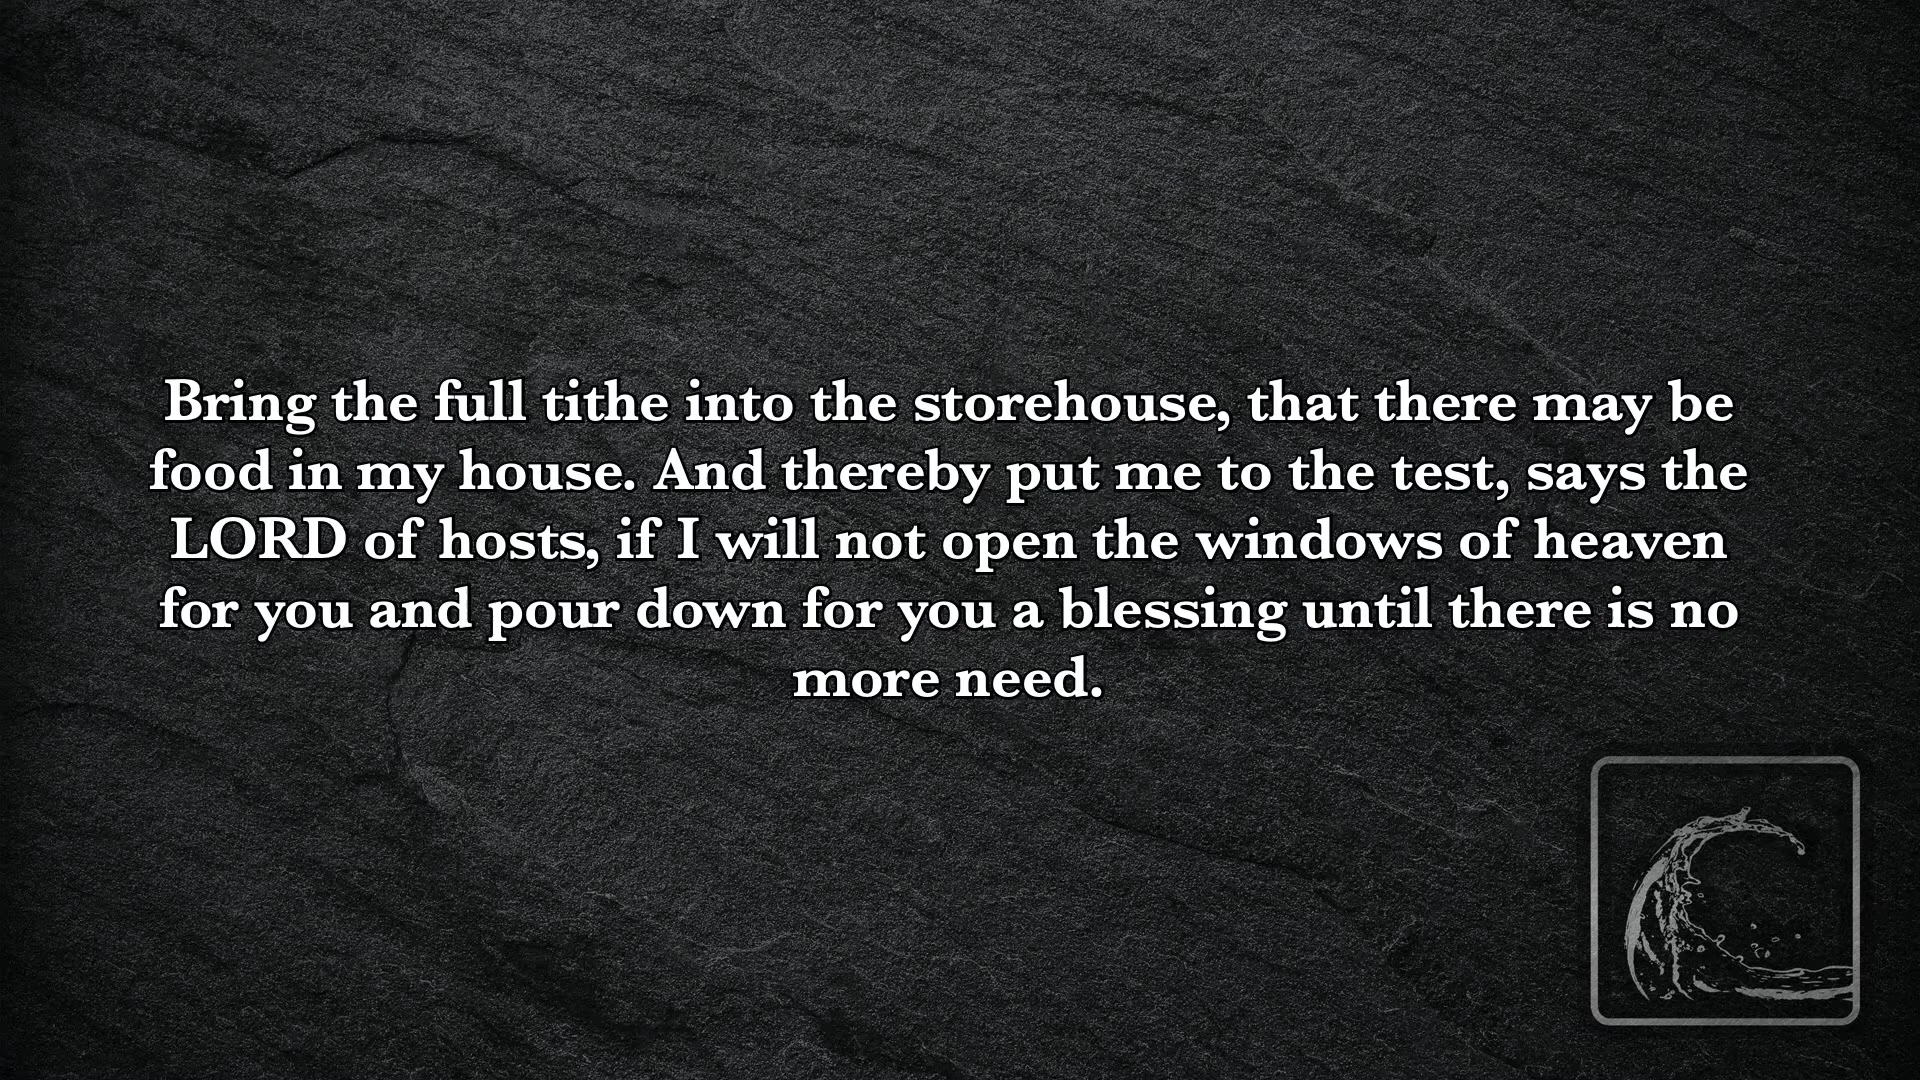 Bring the full tithe into the storehouse, that there may be
food in my house. And thereby put me to the test, says the
LORD of hosts, if I will not open the windows of heaven
for you and pour down for you a blessing until there is no
more need.